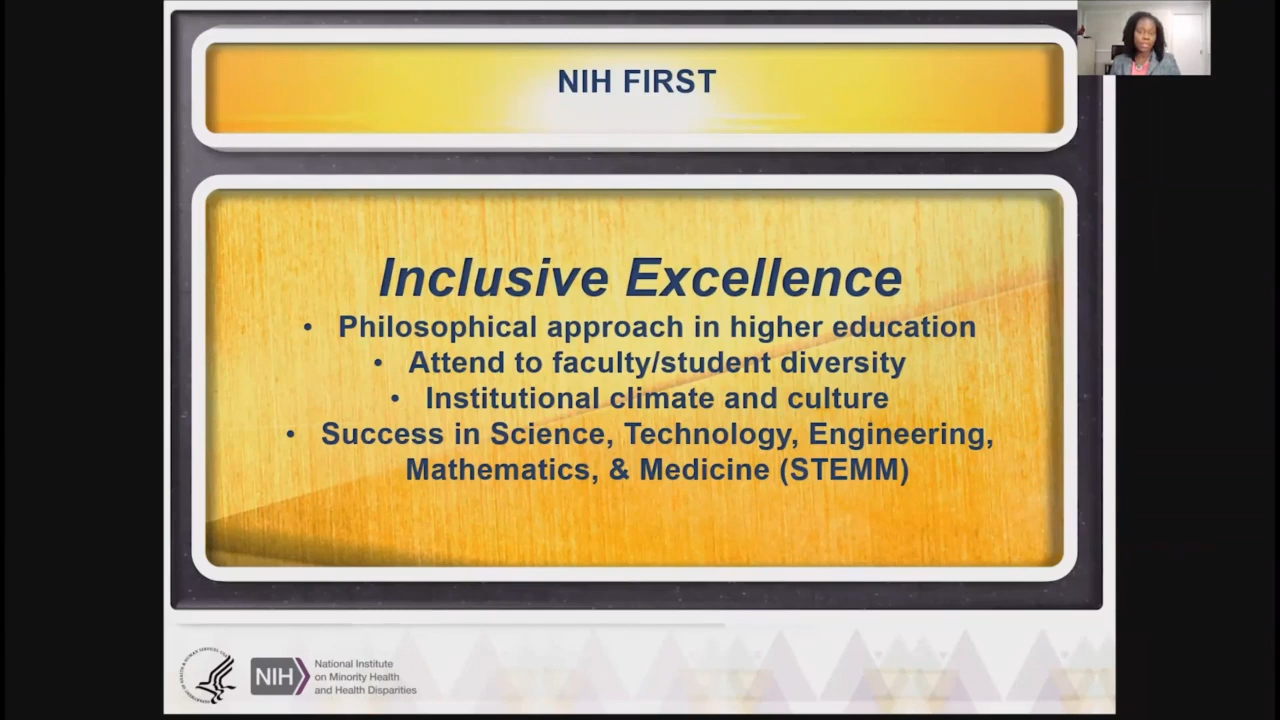 NIH FIRST
Inclusive Excellence
• Philosophical approach in higher education
• Attend to faculty/student diversity
• Institutional climate and culture
• Success in Science, Technology, Engineering,
Mathematics, & Medicine (STEMM)
NIH
National Institute
on Minority Health
and Health Disparities